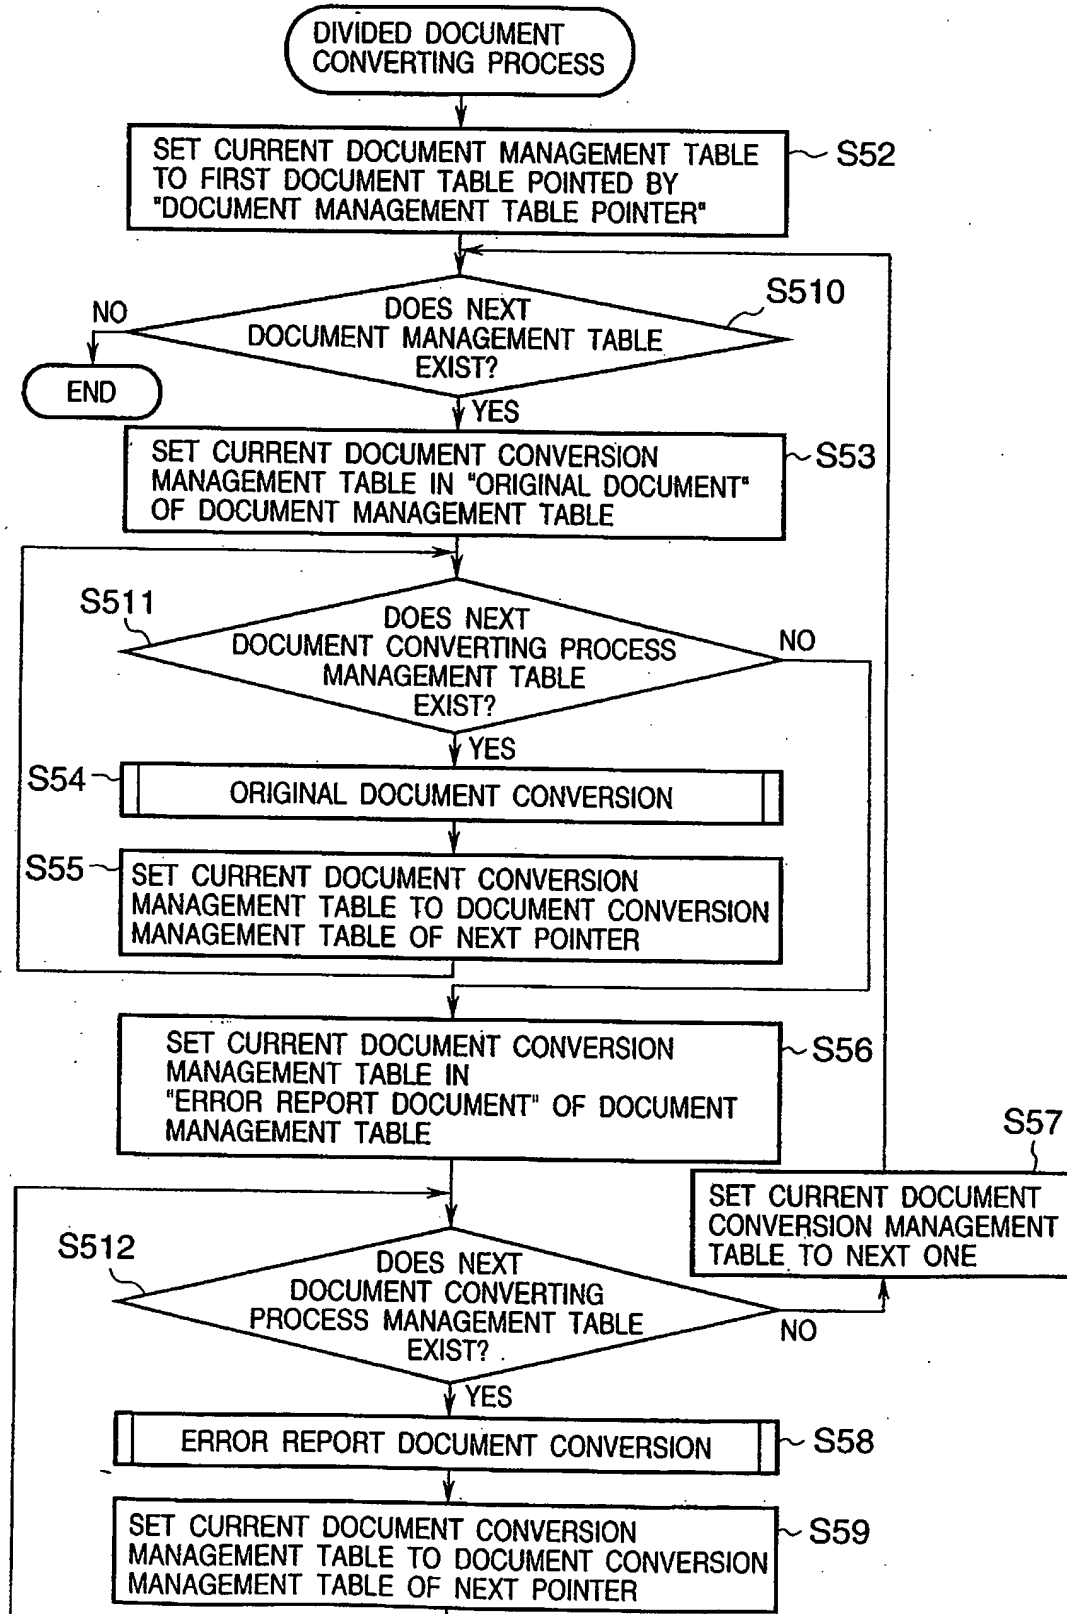 DIVIDED DOCUMENT
CONVERTING PROCESS
SET CURRENT DOCUMENT MANAGEMENT TABLE
TO FIRST DOCUMENT TABLE POINTED BY
"DOCUMENT MANAGEMENT TABLE POINTER"
S52
S510
DOES NEXT
DOCUMENT MANAGEMENT TABLE
EXIST?
NO
END
YES
SET CURRENT DOCUMENT CONVERSION
MANAGEMENT TABLE IN "ORIGINAL DOCUMENT"
OF DOCUMENT MANAGEMENT TABLE
S53
S511
DOES NEXT
DOCUMENT CONVERTING PROCESS
MANAGEMENT TABLE
EXIST?
NO
YES
S54
ORIGINAL DOCUMENT CONVERSION
S55
SET CURRENT DOCUMENT CONVERSION
MANAGEMENT TABLE TO DOCUMENT CONVERSION
MANAGEMENT TABLE OF NEXT POINTER
SET CURRENT DOCUMENT CONVERSION
MANAGEMENT TABLE IN
"ERROR REPORT DOCUMENT" OF DOCUMENT
MANAGEMENT TABLE
S56
S57
SET CURRENT DOCUMENT
CONVERSION MANAGEMENT
TABLE TO NEXT ONE
S512
DOES NEXT
DOCUMENT CONVERTING
PROCESS MANAGEMENT TABLE
EXIST?
NO
YES
ERROR REPORT DOCUMENT CONVERSION
S58
SET CURRENT DOCUMENT CONVERSION
MANAGEMENT TABLE TO DOCUMENT CONVERSION
MANAGEMENT TABLE OF NEXT POINTER
S59